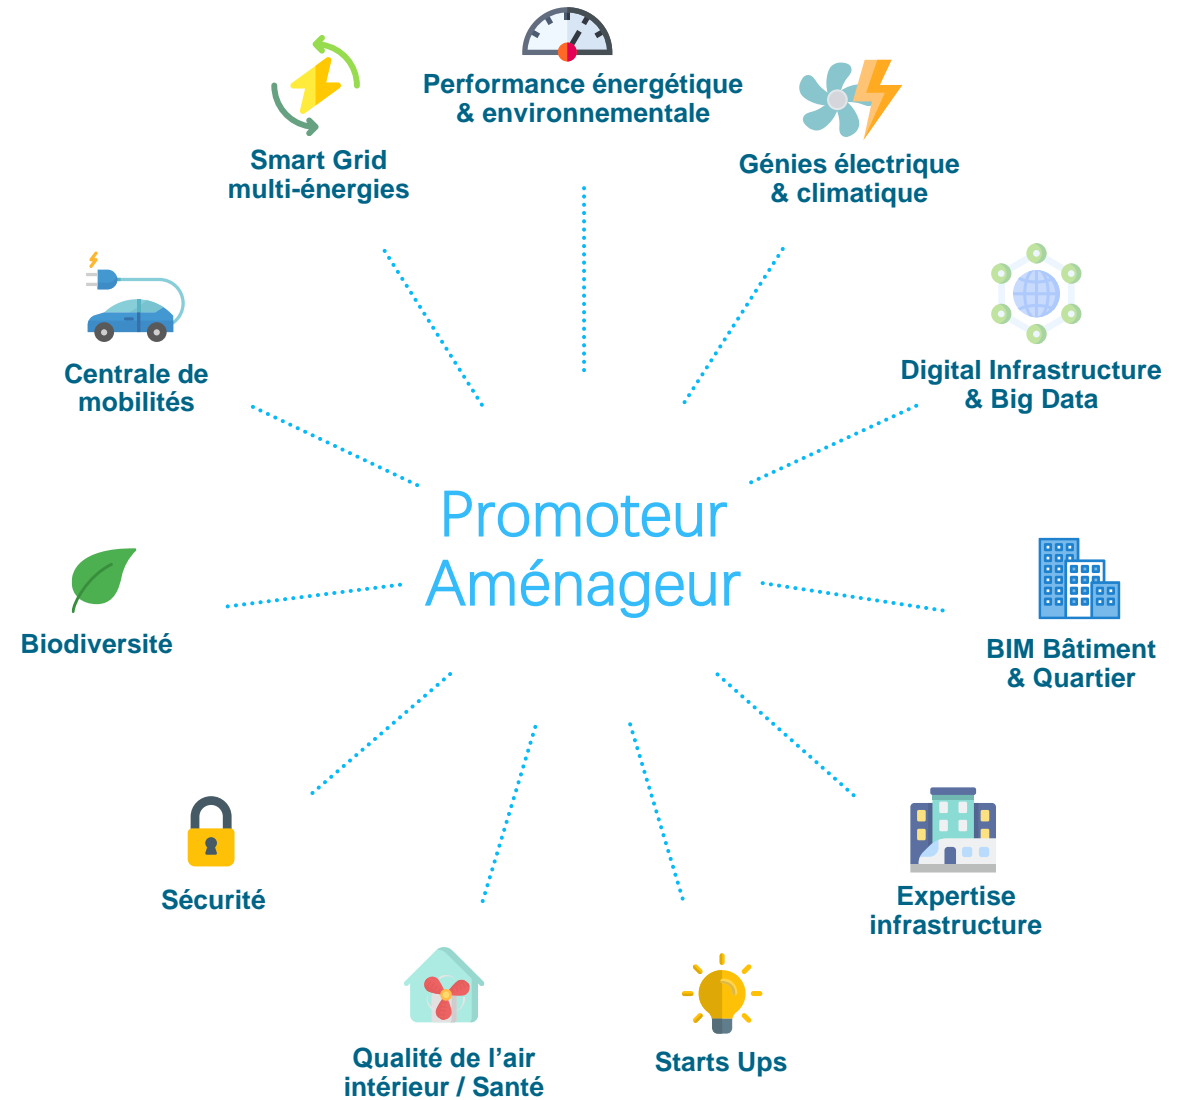 Performance énergétique
& environnementale
Smart Grid
multi-énergies
Génies électrique
& climatique
Centrale de
mobilités
Digital Infrastructure
& Big Data
Promoteur
Aménageur
Biodiversité
BIM Bâtiment
& Quartier
Sécurité
Expertise
infrastructure
Qualité de l’air
intérieur / Santé
Starts Ups